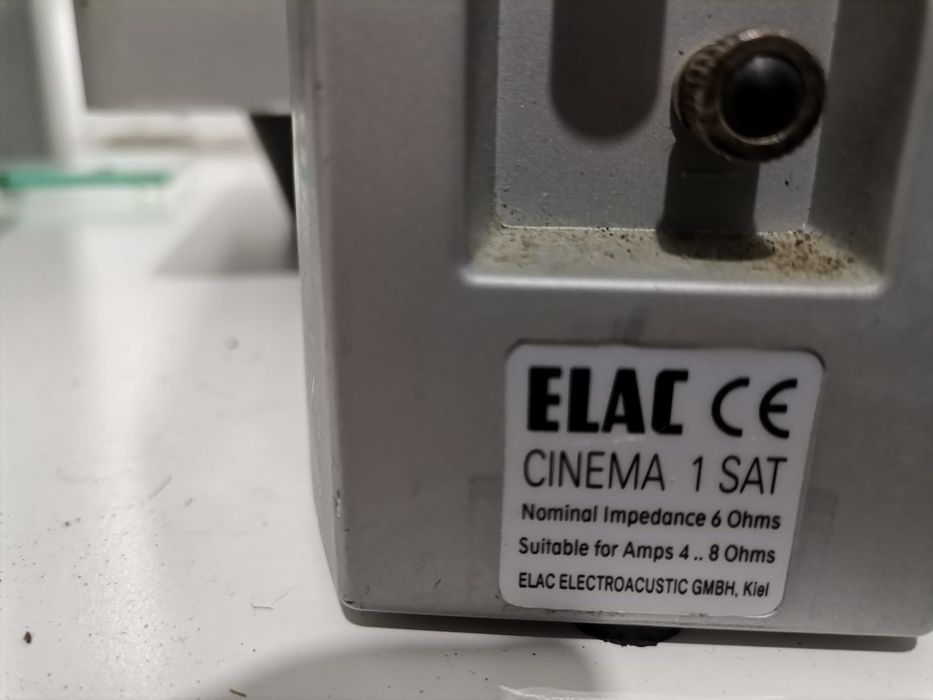 ELAC CE
CINEMA 1 SAT
Nominal Impedance 6 Ohms
Suitable for Amps 4 .. 8 Ohms
ELAC ELECTROACUSTIC GMBH, Kiel